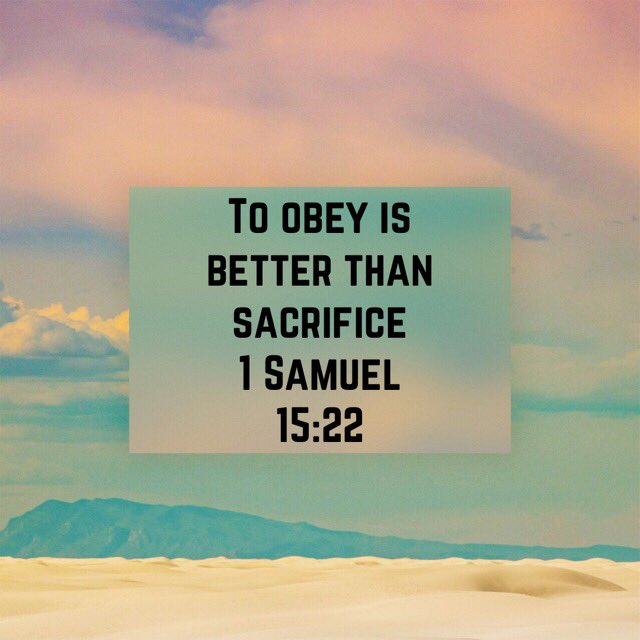 To obey is
better than
sacrifice
1 Samuel
15:22